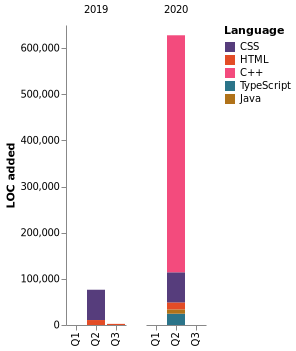 2019 2020
Language
CSS
HTML
C++
TypeScript
Java
LOC added
600,000
500,000
400,000
300,000
200,000
100,000
0
Q1 Q2 Q3 Q1 Q2 Q3